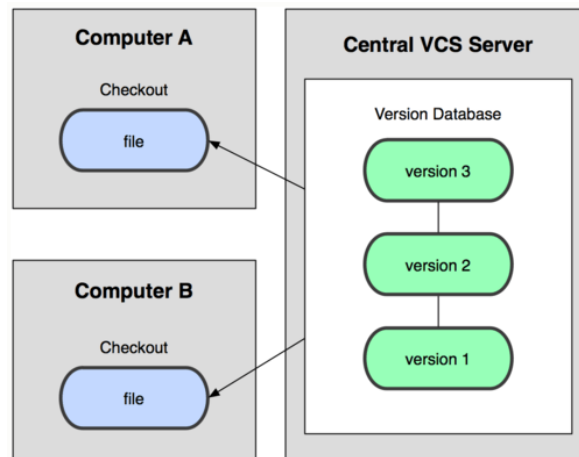 Computer A
Checkout
file
Computer B
Checkout
file
Central VCS Server
Version Database
version 3
version 2
version 1